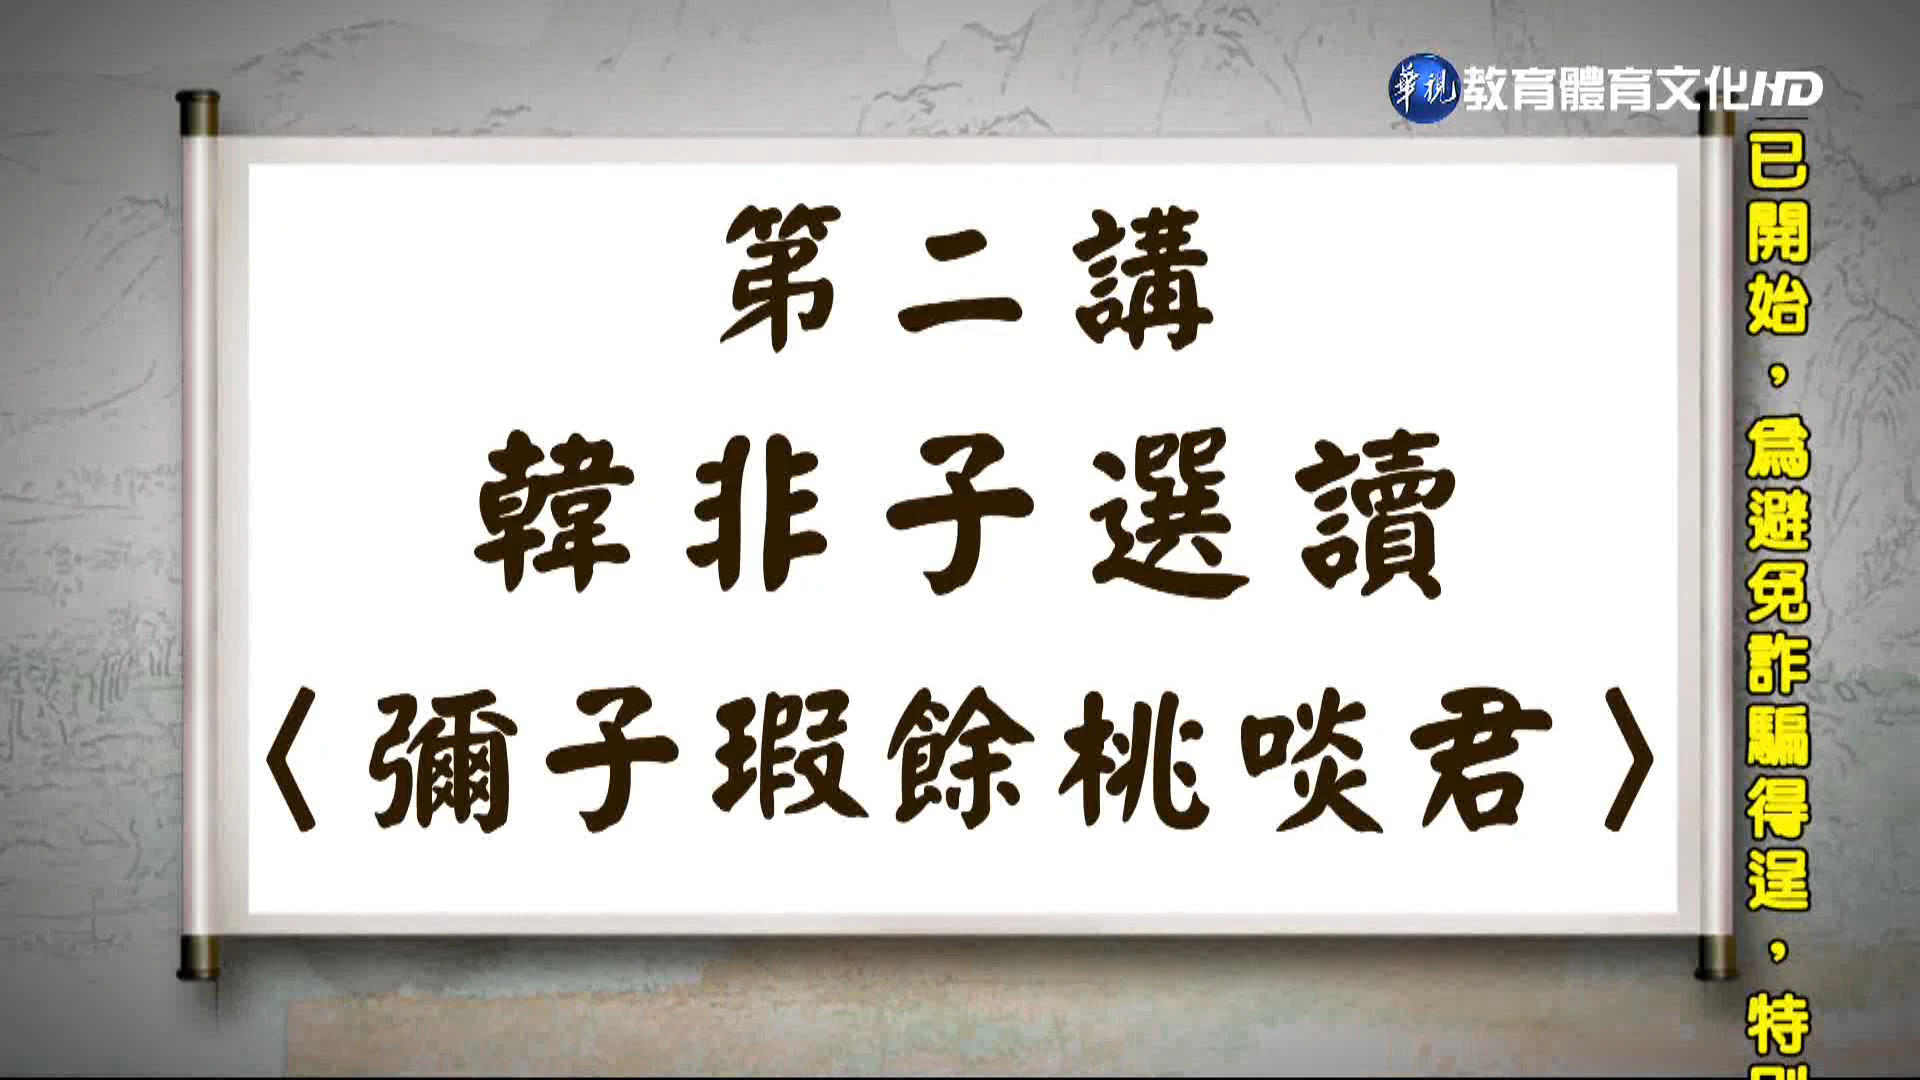 華視 教育體育文化HD
第二講
韓非子選讀
〈彌子瑕餘桃啖君〉
已開始，為避免詐騙得逞，特別